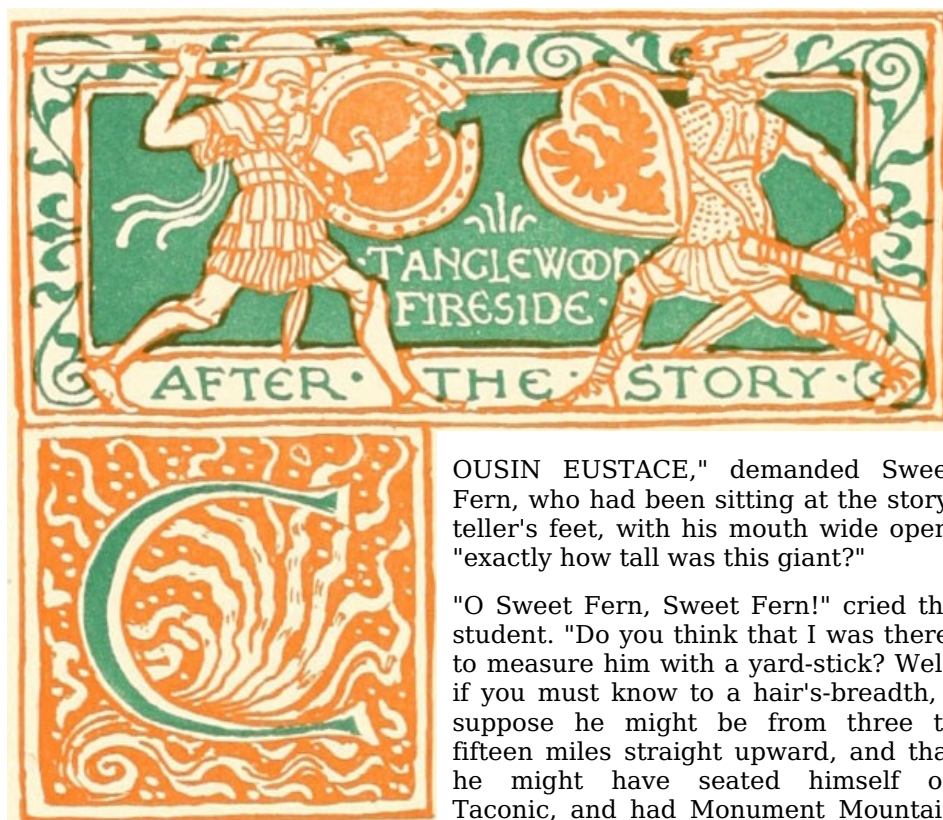 ·TANGLEWOOD
FIRESIDE·
AFTER · THE · STORY ·
C
OUSIN EUSTACE," demanded Swee
Fern, who had been sitting at the story
teller's feet, with his mouth wide open
"exactly how tall was this giant?"
"O Sweet Fern, Sweet Fern!" cried th
student. "Do you think that I was there
to measure him with a yard-stick? Wel
if you must know to a hair's-breadth,
suppose he might be from three t
fifteen miles straight upward, and tha
he might have seated himself o
Taconic, and had Monument Mountai